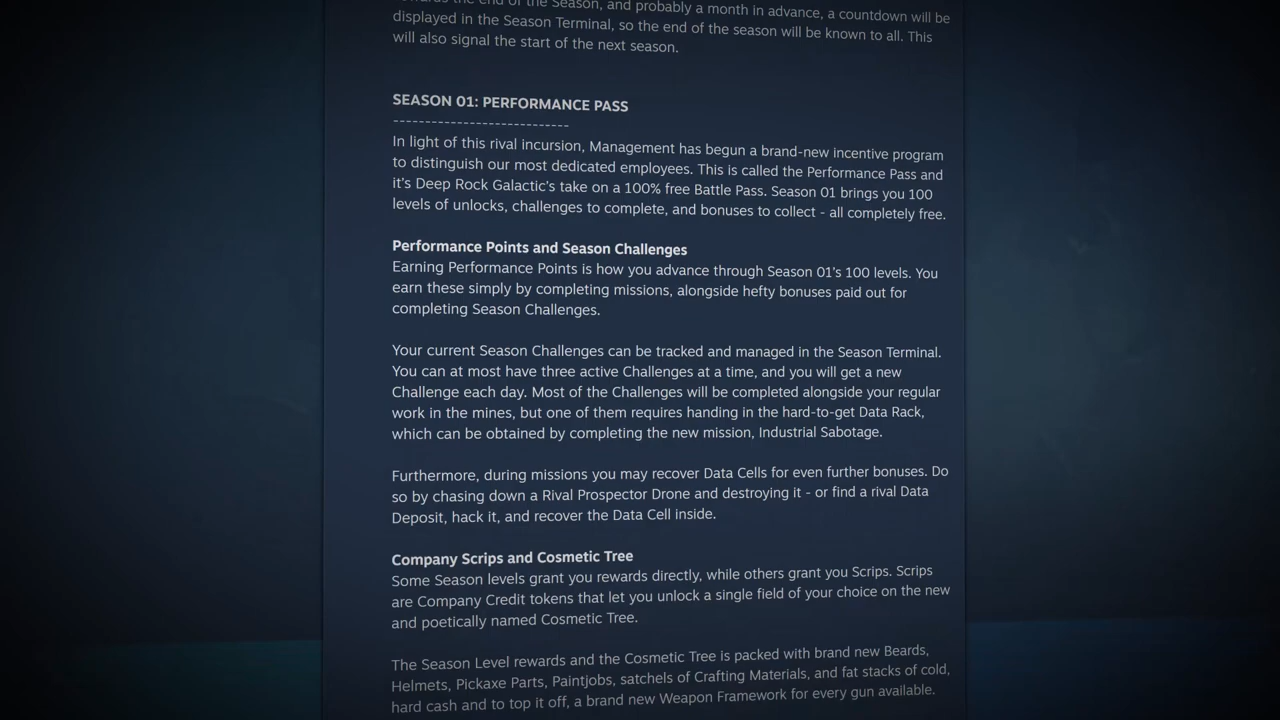 the end of the Season, and probably a month in advance, a countdown will be
displayed in the Season Terminal, so the end of the season will be known to all. This
will also signal the start of the next season.
SEASON 01: PERFORMANCE PASS
---------------------------
In light of this rival incursion, Management has begun a brand-new incentive program
to distinguish our most dedicated employees. This is called the Performance Pass and
it's Deep Rock Galactic's take on a 100% free Battle Pass. Season 01 brings you 100
levels of unlocks, challenges to complete, and bonuses to collect - all completely free.
Performance Points and Season Challenges
Earning Performance Points is how you advance through Season 01's 100 levels. You
earn these simply by completing missions, alongside hefty bonuses paid out for
completing Season Challenges.
Your current Season Challenges can be tracked and managed in the Season Terminal.
You can at most have three active Challenges at a time, and you will get a new
Challenge each day. Most of the Challenges will be completed alongside your regular
work in the mines, but one of them requires handing in the hard-to-get Data Rack,
which can be obtained by completing the new mission, Industrial Sabotage.
Furthermore, during missions you may recover Data Cells for even further bonuses. Do
so by chasing down a Rival Prospector Drone and destroying it - or find a rival Data
Deposit, hack it, and recover the Data Cell inside.
Company Scrips and Cosmetic Tree
Some Season levels grant you rewards directly, while others grant you Scrips. Scrips
are Company Credit tokens that let you unlock a single field of your choice on the new
and poetically named Cosmetic Tree.
The Season Level rewards and the Cosmetic Tree is packed with brand new Beards,
Helmets, Pickaxe Parts, Paintjobs, satchels of Crafting Materials, and fat stacks of cold,
hard cash and to top it off, a brand new Weapon Framework for every gun available.